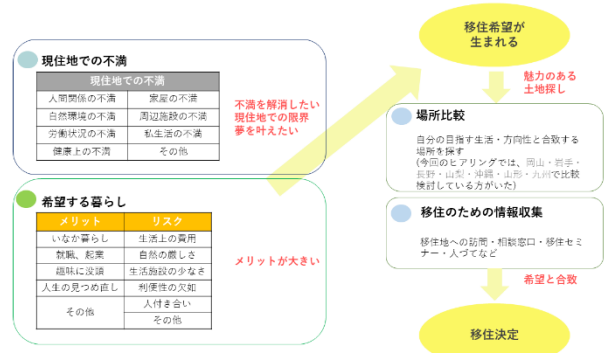 現住地での不満
現住地での不満
人間関係の不満 家屋の不満
自然環境の不満 周辺施設の不満
労働状況の不満 私生活の不満
健康上の不満 その他
不満を解消したい
現住地での限界
夢を叶えたい
希望する暮らし
メリット リスク
いなか暮らし 生活上の費用
就職、起業 自然の厳しさ
趣味に没頭 生活施設の少なさ
人生の見つめ直し 利便性の欠如
その他 人付き合い
その他
メリットが大きい
移住希望が
生まれる
魅力のある
土地探し
場所比較
自分の目指す生活・方向性と合致する
場所を探す
(今回のヒアリングでは、岡山・岩手・
長野・山梨・沖縄・山形・九州で比較
検討している方がいた)
移住のための情報収集
移住地への訪問・相談窓口・移住セミ
ナー・人づてなど
希望と合致
移住決定